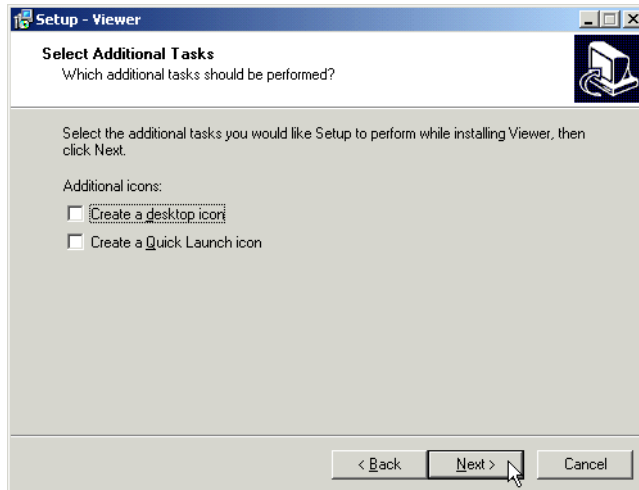 Setup - Viewer
Select Additional Tasks
Which additional tasks should be performed?
Select the additional tasks you would like Setup to perform while installing Viewer, then
click Next.
Additional icons:
Create a desktop icon
Create a Quick Launch icon
< Back
Next >
Cancel